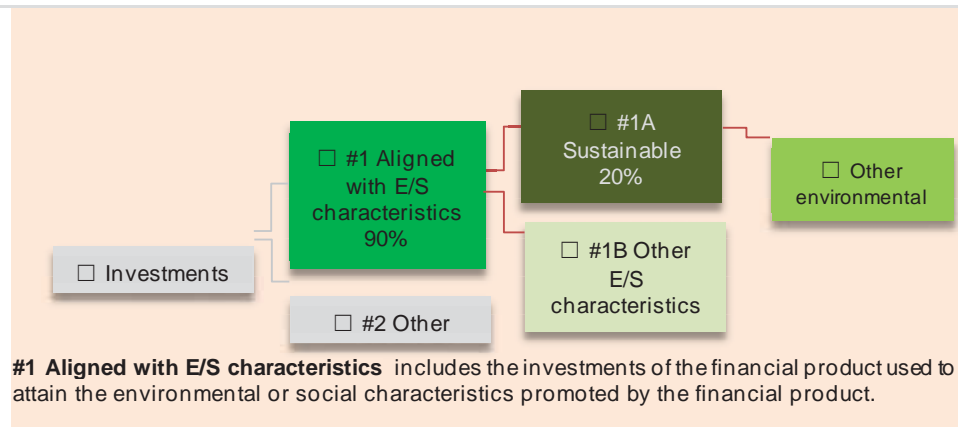 ☐ Investments
☐ #1 Aligned
with E/S
characteristics
90%
☐ #2 Other
☐ #1A
Sustainable
20%
☐ #1B Other
E/S
characteristics
☐ Other
environmental
#1 Aligned with E/S characteristics includes the investments of the financial product used to
attain the environmental or social characteristics promoted by the financial product.